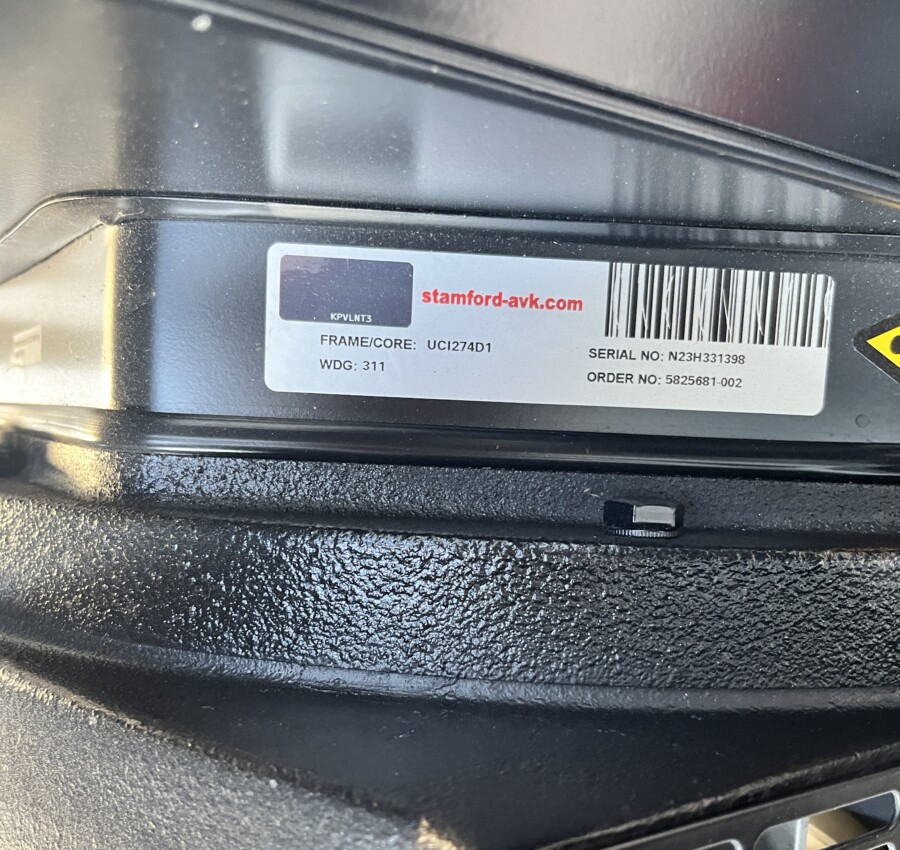 KPVLNT3
stamford-avk.com
FRAME/CORE: UCI274D1
WDG: 311
SERIAL NO: N23H331398
ORDER NO: 5825681-002